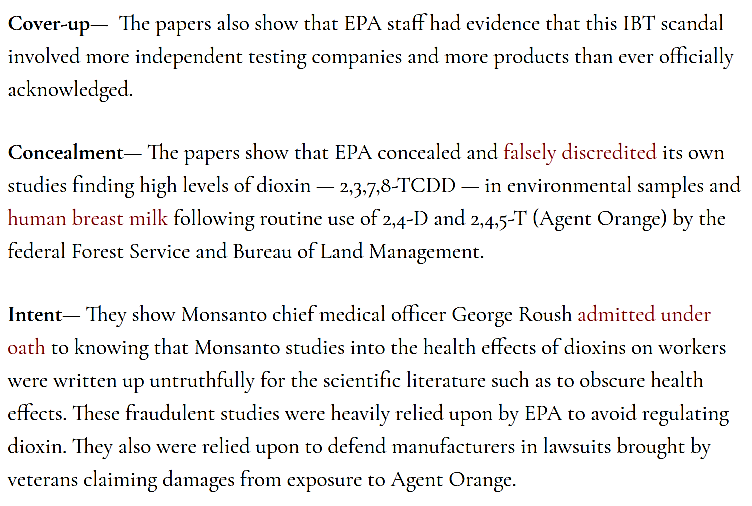 Cover-up— The papers also show that EPA staff had evidence that this IBT scandal
involved more independent testing companies and more products than ever officially
acknowledged.
Concealment— The papers show that EPA concealed and falsely discredited its own
studies finding high levels of dioxin — 2,3,7,8-TCDD — in environmental samples and
human breast milk following routine use of 2,4-D and 2,4,5-T (Agent Orange) by the
federal Forest Service and Bureau of Land Management.
Intent— They show Monsanto chief medical officer George Roush admitted under
oath to knowing that Monsanto studies into the health effects of dioxins on workers
were written up untruthfully for the scientific literature such as to obscure health
effects. These fraudulent studies were heavily relied upon by EPA to avoid regulating
dioxin. They also were relied upon to defend manufacturers in lawsuits brought by
veterans claiming damages from exposure to Agent Orange.